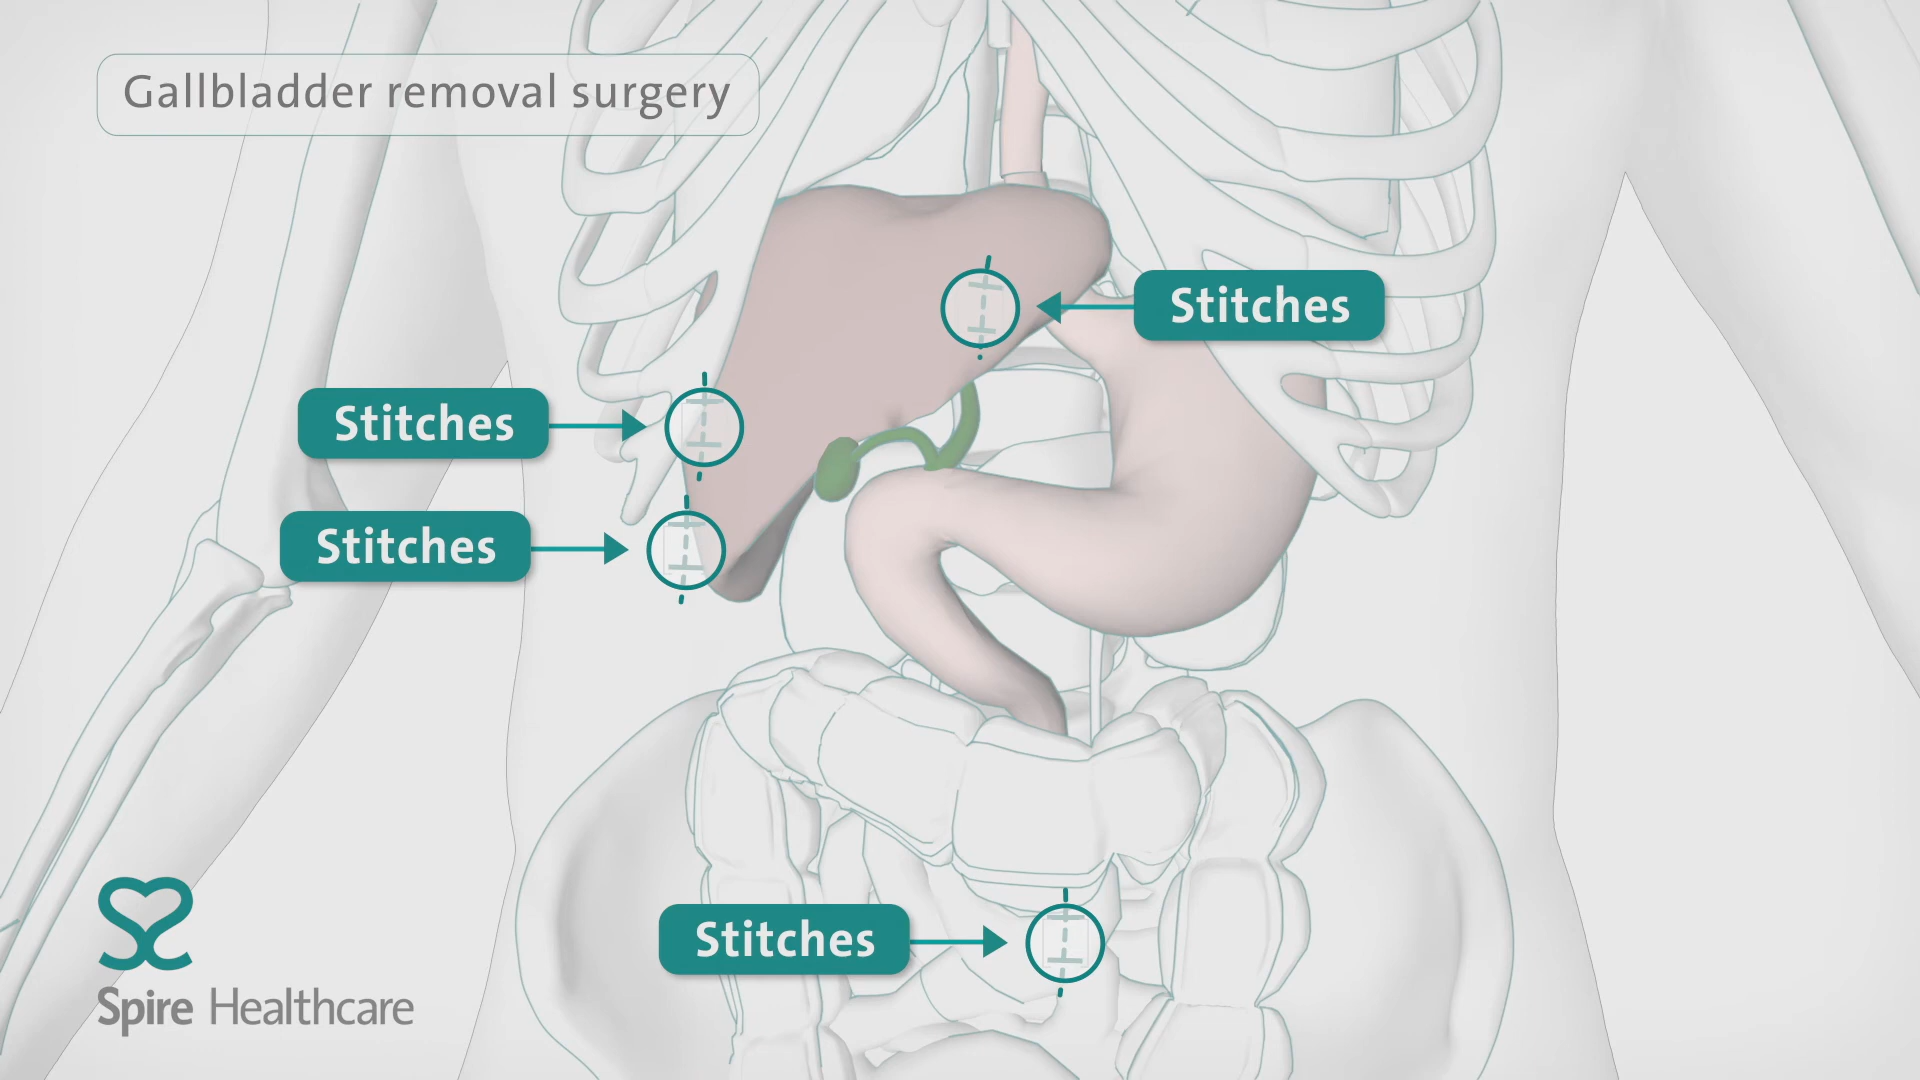 Gallbladder removal surgery
Stitches
Stitches
Stitches
Stitches
Spire Healthcare